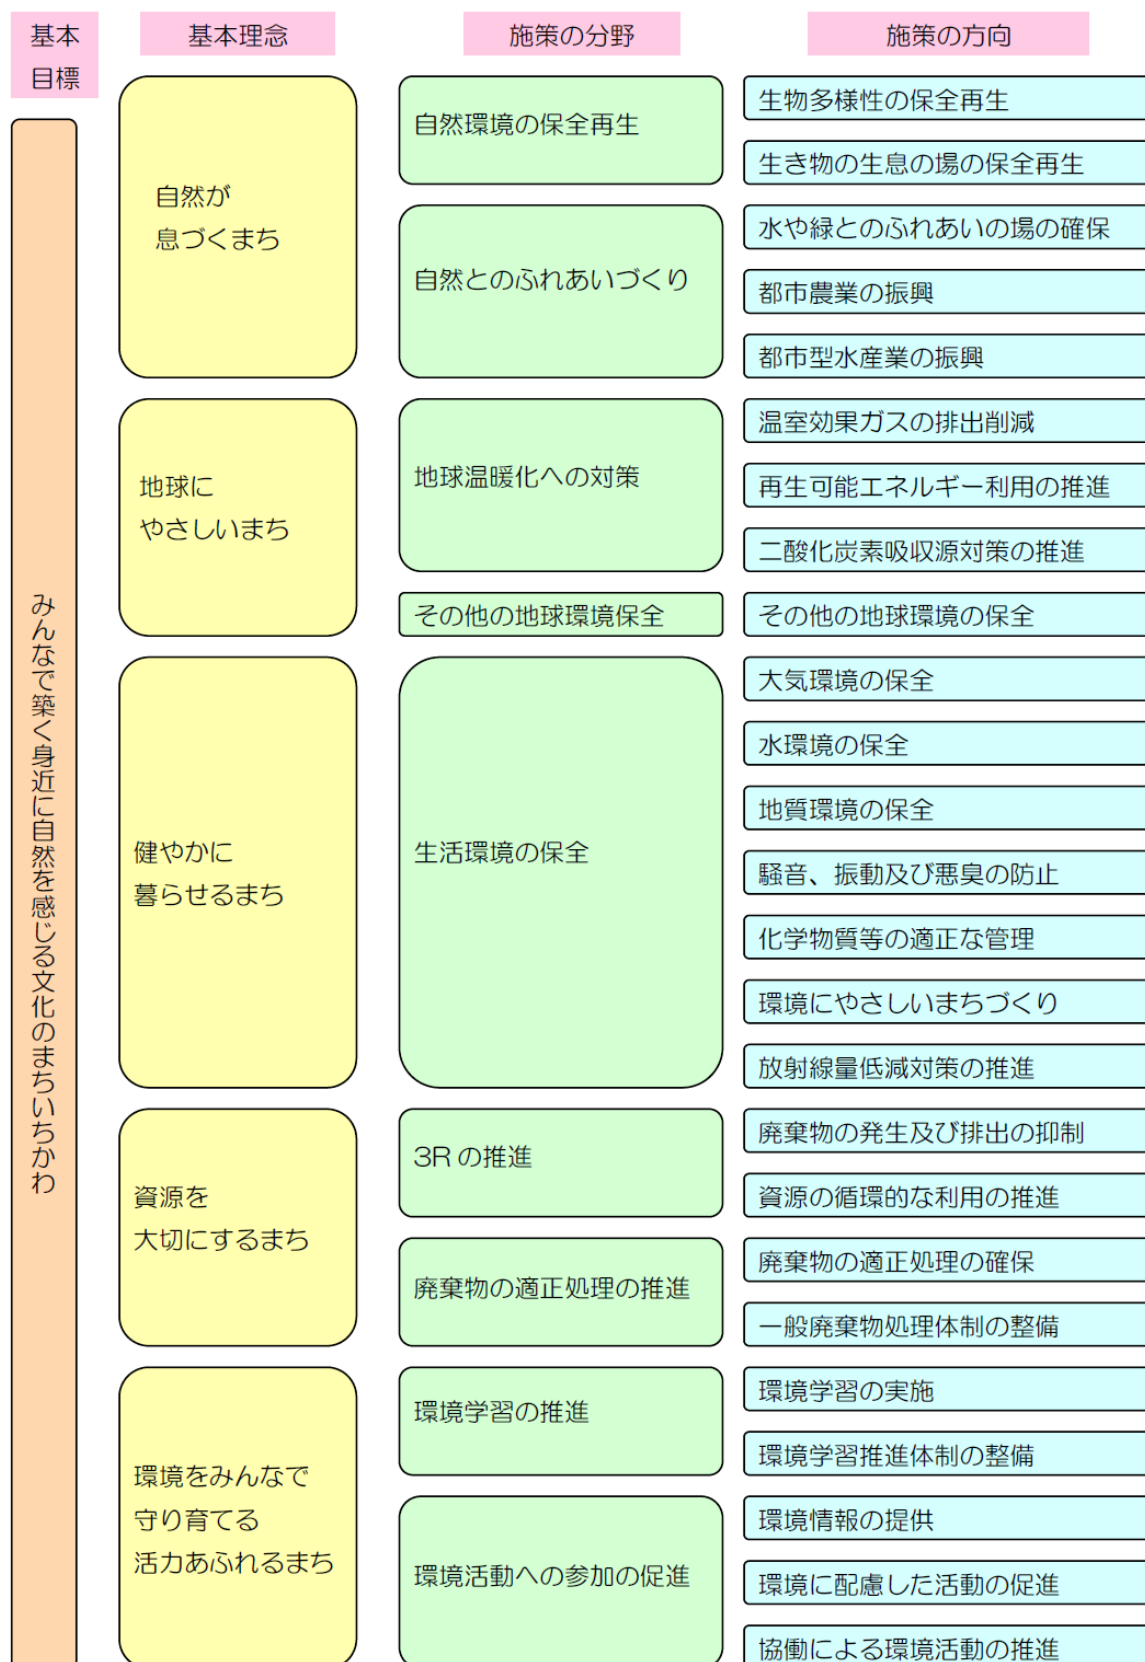 基本
目標
基本理念
施策の分野
施策の方向
みんなで築く身近に自然を感じる文化のまちいちかわ
自然が
息づくまち
自然環境の保全再生
生物多様性の保全再生
生き物の生息の場の保全再生
自然とのふれあいづくり
水や緑とのふれあいの場の確保
都市農業の振興
都市型水産業の振興
地球に
やさしいまち
地球温暖化への対策
温室効果ガスの排出削減
再生可能エネルギー利用の推進
二酸化炭素吸収源対策の推進
その他の地球環境保全
その他の地球環境の保全
健やかに
暮らせるまち
生活環境の保全
大気環境の保全
水環境の保全
地質環境の保全
騒音、振動及び悪臭の防止
化学物質等の適正な管理
環境にやさしいまちづくり
放射線量低減対策の推進
資源を
大切にするまち
3Rの推進
廃棄物の発生及び排出の抑制
資源の循環的な利用の推進
廃棄物の適正処理の推進
廃棄物の適正処理の確保
一般廃棄物処理体制の整備
環境をみんなで
守り育てる
活力あふれるまち
環境学習の推進
環境学習の実施
環境学習推進体制の整備
環境活動への参加の促進
環境情報の提供
環境に配慮した活動の促進
協働による環境活動の推進